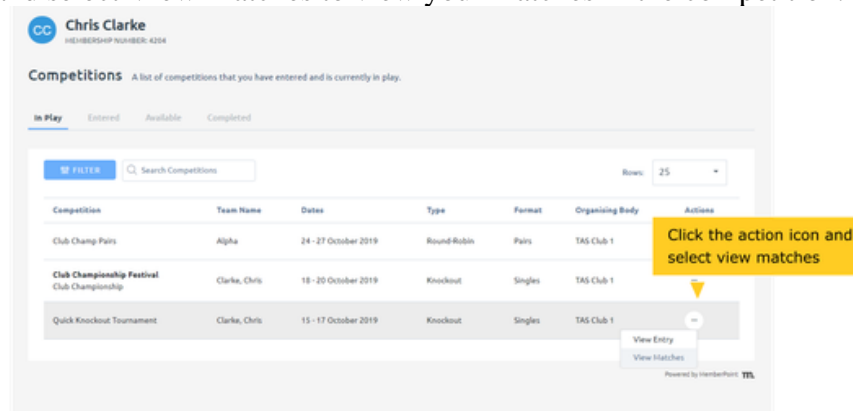 CC
Chris Clarke
MEMBERSHIP NUMBER: 4204
Competitions A list of competitions that you have entered and is currently in play.
In Play Entered Available Completed
FILTER Search Competitions Rows: 25
Competition Team Name Dates Type Format Organising Body Actions
Club Champ Pairs Alpha 24 - 27 October 2019 Round-Robin Pairs TAS Club 1
Click the action icon and
select view matches
Club Championship Festival
Club Championship Clarke, Chris 18 - 20 October 2019 Knockout Singles TAS Club 1
Quick Knockout Tournament Clarke, Chris 15 - 17 October 2019 Knockout Singles TAS Club 1
View Entry
View Matches
Powered by MemberPoint